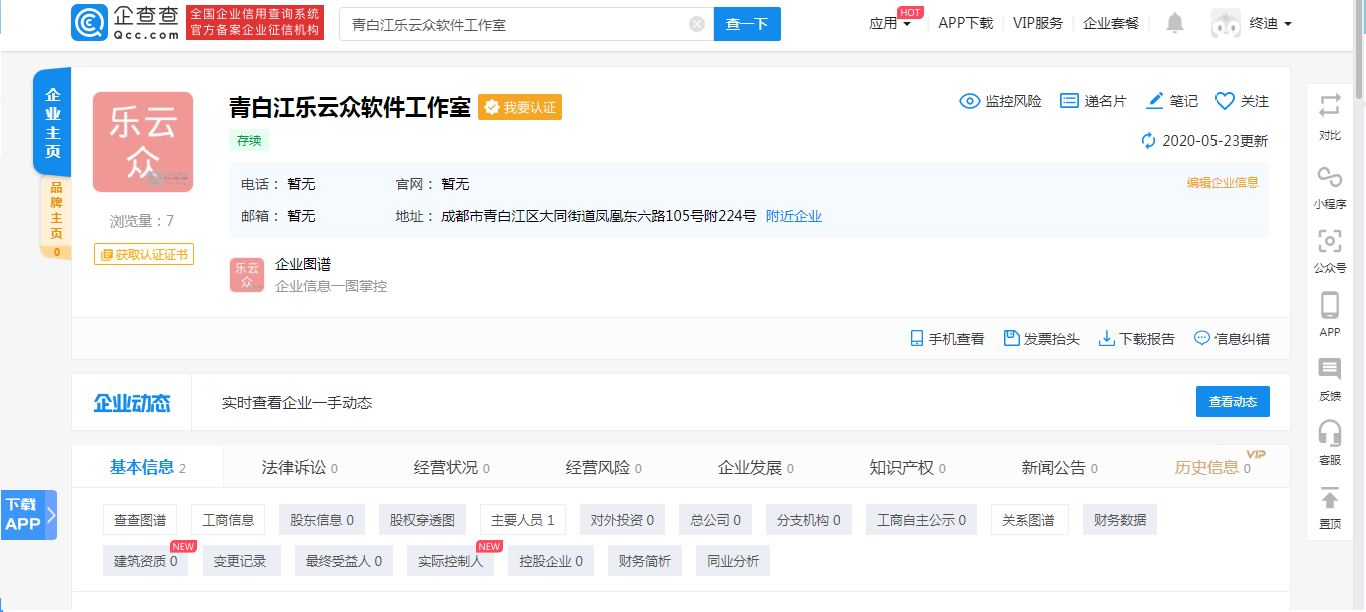 企查查
Qcc.com
全国企业信用查询系统
官方备案企业征信机构
青白江乐云众软件工作室
查一下
应用
HOT
APP下载
VIP服务
企业套餐
终迪
企业主页
品牌主页
0
乐云
众
浏览量：7
获取认证证书
青白江乐云众软件工作室
我要认证
存续
监控风险
递名片
笔记
关注
2020-05-23更新
电话： 暂无
官网： 暂无
编辑企业信息
邮箱： 暂无
地址： 成都市青白江区大同街道凤凰东六路105号附224号 附近企业
乐云
众
企业图谱
企业信息一图掌控
手机查看
发票抬头
下载报告
信息纠错
企业动态
实时查看企业一手动态
查看动态
基本信息 2
法律诉讼 0
经营状况 0
经营风险 0
企业发展 0
知识产权 0
新闻公告 0
历史信息 0
VIP
查查图谱
工商信息
股东信息 0
股权穿透图
主要人员 1
对外投资 0
总公司 0
分支机构 0
工商自主公示 0
关系图谱
财务数据
建筑资质 0
NEW
变更记录
最终受益人 0
实际控制人
NEW
控股企业 0
财务简析
同业分析
下载
APP
对比
小程序
公众号
APP
反馈
客服
置顶